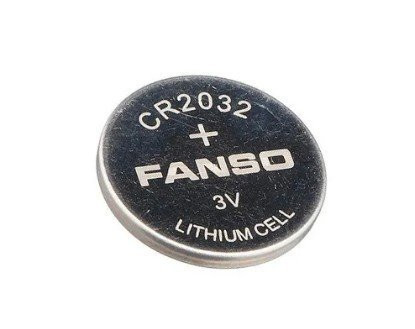 CR2032
+
FANSO
3V
LITHIUM CELL